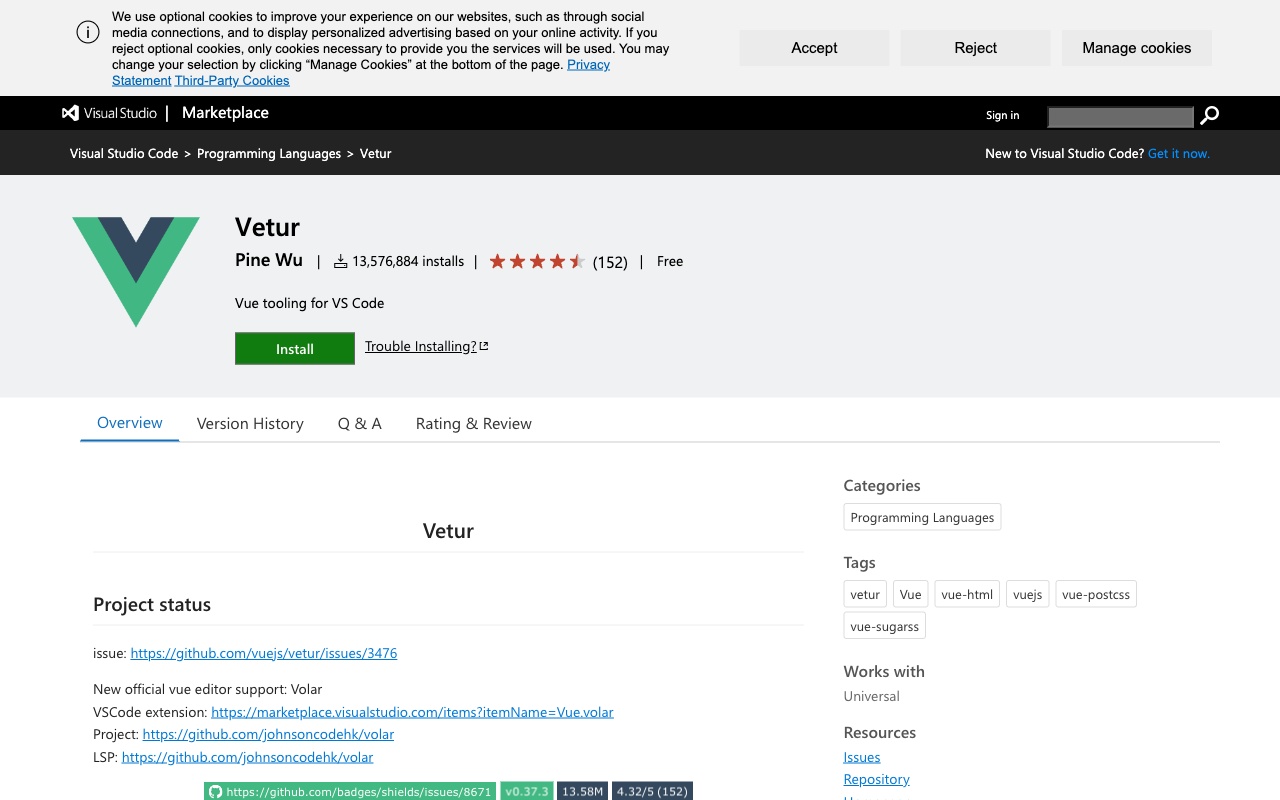 We use optional cookies to improve your experience on our websites, such as through social
media connections, and to display personalized advertising based on your online activity. If you
reject optional cookies, only cookies necessary to provide you the services will be used. You may
change your selection by clicking “Manage Cookies” at the bottom of the page. Privacy
Statement Third-Party Cookies
Accept
Reject
Manage cookies
Visual Studio | Marketplace
Sign in
Visual Studio Code > Programming Languages > Vetur
New to Visual Studio Code? Get it now.
Vetur
Pine Wu | 13,576,884 installs | (152) | Free
Vue tooling for VS Code
Install
Trouble Installing?
Overview
Version History
Q & A
Rating & Review
Vetur
Project status
issue: https://github.com/vuejs/vetur/issues/3476
New official vue editor support: Volar
VSCode extension: https://marketplace.visualstudio.com/items?itemName=Vue.volar
Project: https://github.com/johnsoncodehk/volar
LSP: https://github.com/johnsoncodehk/volar
https://github.com/badges/shields/issues/8671 v0.37.3 13.58M 4.32/5 (152)
Categories
Programming Languages
Tags
vetur Vue vue-html vuejs vue-postcss
vue-sugarss
Works with
Universal
Resources
Issues
Repository